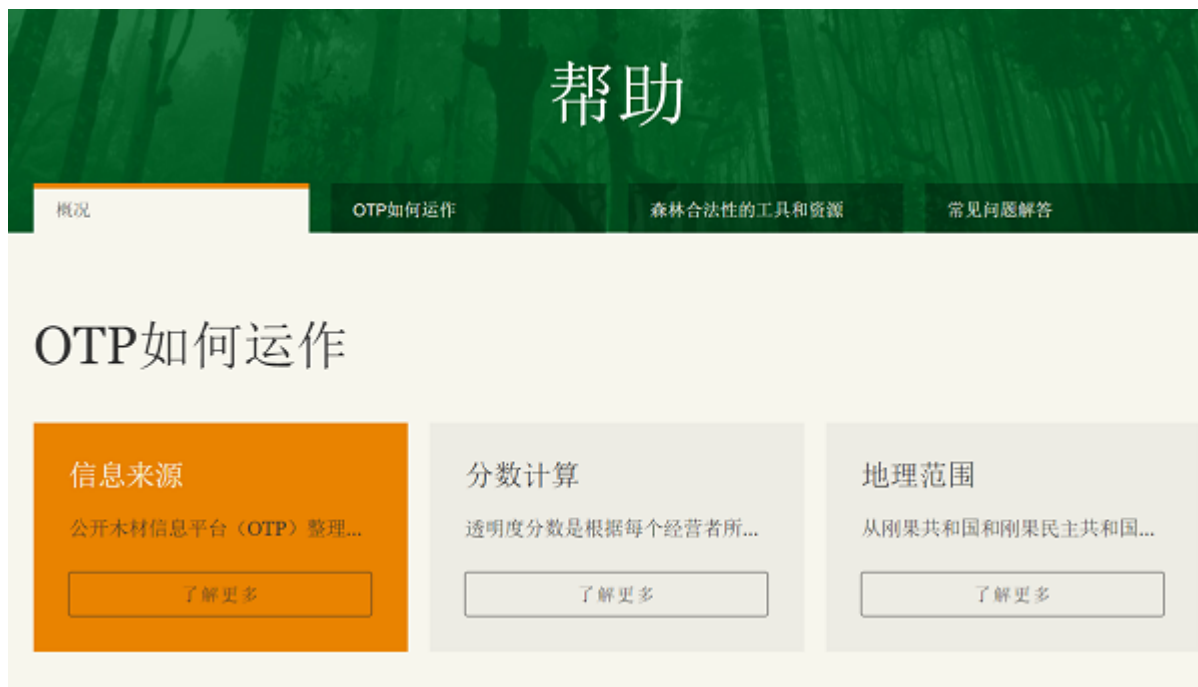 帮助
概况
OTP如何运作
森林合法性的工具和资源
常见问题解答
OTP如何运作
信息来源
公开木材信息平台（OTP）整理...
了解更多
分数计算
透明度分数是根据每个经营者所...
了解更多
地理范围
从刚果共和国和刚果民主共和国...
了解更多